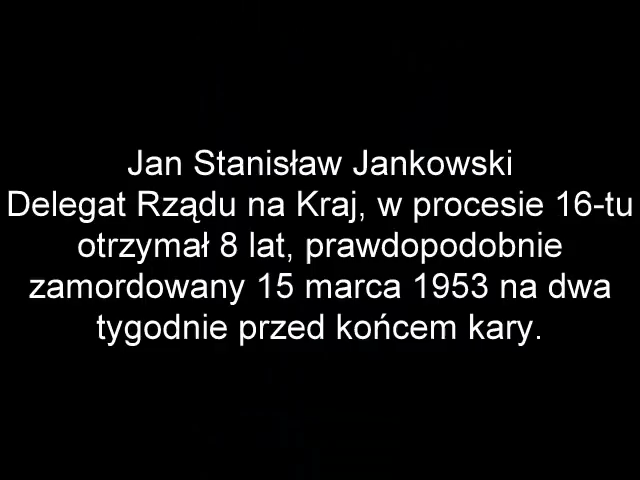 Jan Stanisław Jankowski
Delegat Rządu na Kraj, w procesie 16-tu
otrzymał 8 lat, prawdopodobnie
zamordowany 15 marca 1953 na dwa
tygodnie przed końcem kary.